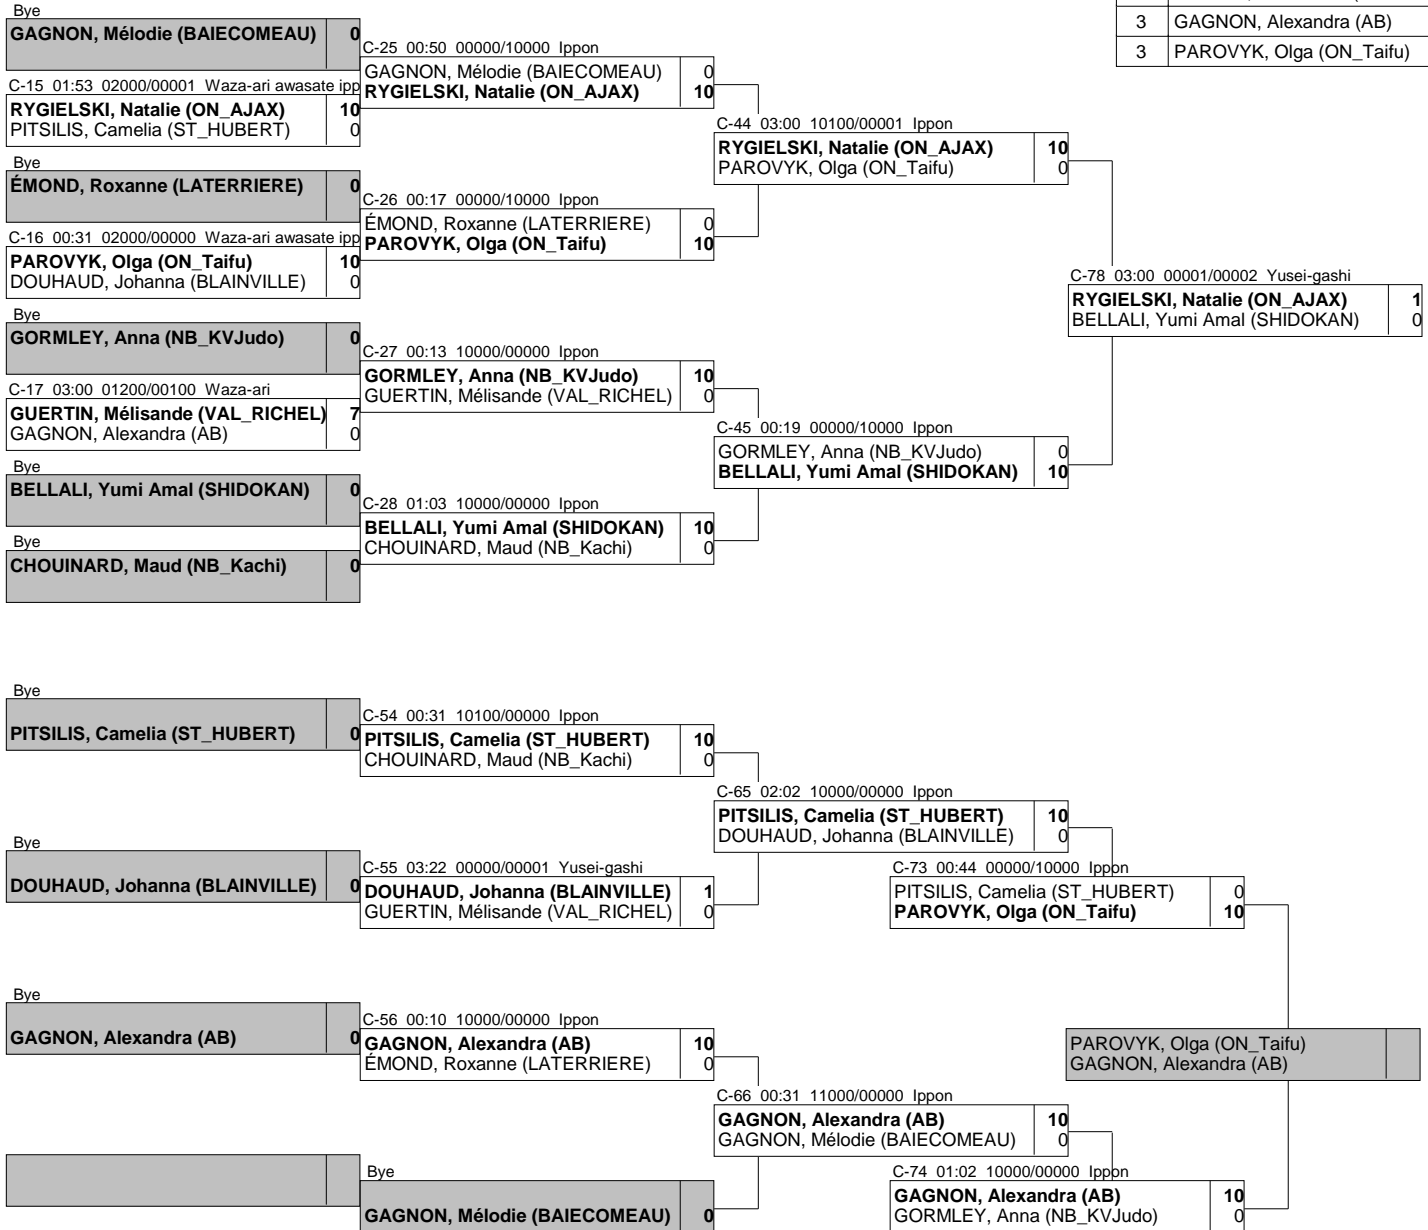 3 GAGNON, Alexandra (AB)
3 PAROVYK, Olga (ON_Taifu)
Bye
GAGNON, Mélodie (BAIECOMEAU) 0
C-15 01:53 02000/00001 Waza-ari awasate ipp
RYGIELSKI, Natalie (ON_AJAX) 10
PITSILIS, Camelia (ST_HUBERT) 0
Bye
ÉMOND, Roxanne (LATERRIERE) 0
C-16 00:31 02000/00000 Waza-ari awasate ipp
PAROVYK, Olga (ON_Taifu) 10
DOUHAUD, Johanna (BLAINVILLE) 0
Bye
GORMLEY, Anna (NB_KVJudo) 0
C-17 03:00 01200/00100 Waza-ari
GUERTIN, Mélisande (VAL_RICHEL) 7
GAGNON, Alexandra (AB) 0
Bye
BELLALI, Yumi Amal (SHIDOKAN) 0
Bye
CHOUINARD, Maud (NB_Kachi) 0
C-25 00:50 00000/10000 Ippon
GAGNON, Mélodie (BAIECOMEAU) 0
RYGIELSKI, Natalie (ON_AJAX) 10
C-26 00:17 00000/10000 Ippon
ÉMOND, Roxanne (LATERRIERE) 0
PAROVYK, Olga (ON_Taifu) 10
C-27 00:13 10000/00000 Ippon
GORMLEY, Anna (NB_KVJudo) 10
GUERTIN, Mélisande (VAL_RICHEL) 0
C-28 01:03 10000/00000 Ippon
BELLALI, Yumi Amal (SHIDOKAN) 10
CHOUINARD, Maud (NB_Kachi) 0
C-44 03:00 10100/00001 Ippon
RYGIELSKI, Natalie (ON_AJAX) 10
PAROVYK, Olga (ON_Taifu) 0
C-45 00:19 00000/10000 Ippon
GORMLEY, Anna (NB_KVJudo) 0
BELLALI, Yumi Amal (SHIDOKAN) 10
C-78 03:00 00001/00002 Yusei-gashi
RYGIELSKI, Natalie (ON_AJAX) 1
BELLALI, Yumi Amal (SHIDOKAN) 0
Bye
PITSILIS, Camelia (ST_HUBERT) 0
Bye
DOUHAUD, Johanna (BLAINVILLE) 0
Bye
GAGNON, Alexandra (AB) 0
C-54 00:31 10100/00000 Ippon
PITSILIS, Camelia (ST_HUBERT) 10
CHOUINARD, Maud (NB_Kachi) 0
C-55 03:22 00000/00001 Yusei-gashi
DOUHAUD, Johanna (BLAINVILLE) 1
GUERTIN, Mélisande (VAL_RICHEL) 0
C-56 00:10 10000/00000 Ippon
GAGNON, Alexandra (AB) 10
ÉMOND, Roxanne (LATERRIERE) 0
Bye
GAGNON, Mélodie (BAIECOMEAU) 0
C-65 02:02 10000/00000 Ippon
PITSILIS, Camelia (ST_HUBERT) 10
DOUHAUD, Johanna (BLAINVILLE) 0
C-66 00:31 11000/00000 Ippon
GAGNON, Alexandra (AB) 10
GAGNON, Mélodie (BAIECOMEAU) 0
C-73 00:44 00000/10000 Ippon
PITSILIS, Camelia (ST_HUBERT) 0
PAROVYK, Olga (ON_Taifu) 10
C-74 01:02 10000/00000 Ippon
GAGNON, Alexandra (AB) 10
GORMLEY, Anna (NB_KVJudo) 0
PAROVYK, Olga (ON_Taifu)
GAGNON, Alexandra (AB)